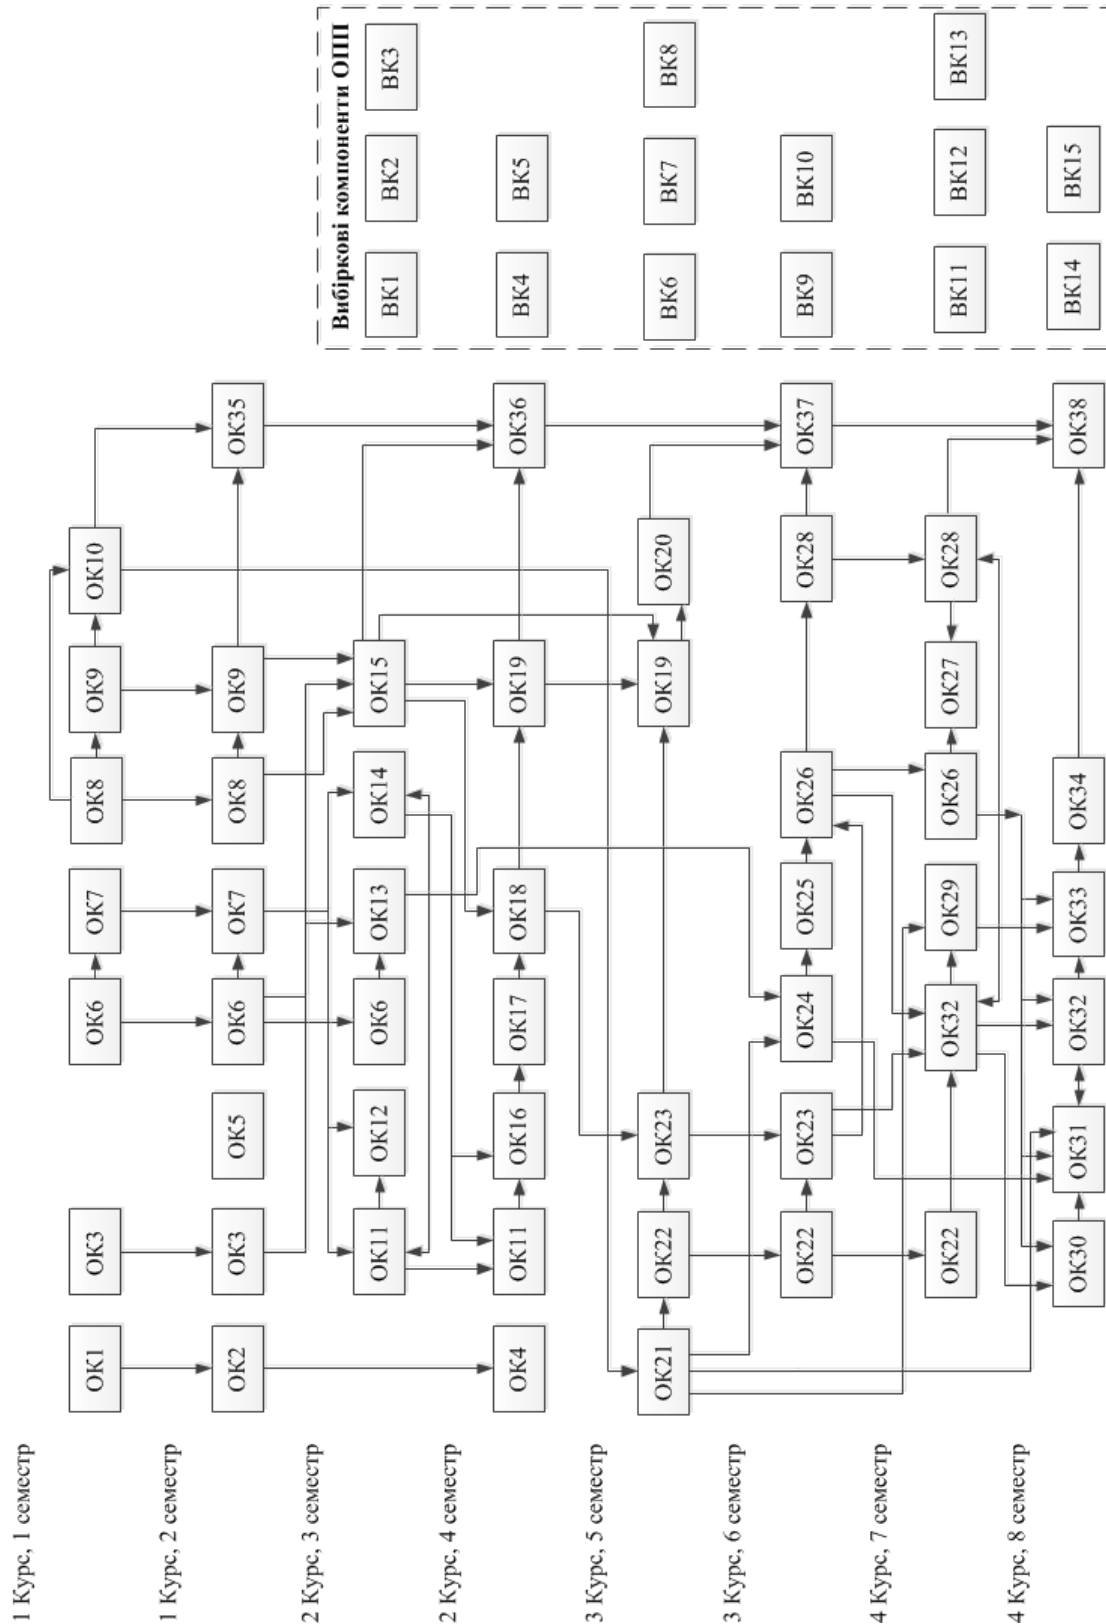 1 Курс, 1 семестр
ОК1
ОК3
ОК6
ОК7
ОК8
ОК9
ОК10
1 Курс, 2 семестр
ОК2
ОК3
ОК5
ОК6
ОК7
ОК8
ОК9
ОК35
2 Курс, 3 семестр
ОК11
ОК12
ОК6
ОК13
ОК14
ОК15
2 Курс, 4 семестр
ОК4
ОК11
ОК16
ОК17
ОК18
ОК19
ОК36
3 Курс, 5 семестр
ОК21
ОК22
ОК23
ОК19
ОК20
3 Курс, 6 семестр
ОК22
ОК23
ОК24
ОК25
ОК26
ОК28
ОК37
4 Курс, 7 семестр
ОК22
ОК32
ОК29
ОК26
ОК27
ОК28
4 Курс, 8 семестр
ОК30
ОК31
ОК32
ОК33
ОК34
ОК38
Вибіркові компоненти ОПП
ВК1
ВК2
ВК3
ВК4
ВК5
ВК6
ВК7
ВК8
ВК9
ВК10
ВК11
ВК12
ВК13
ВК14
ВК15